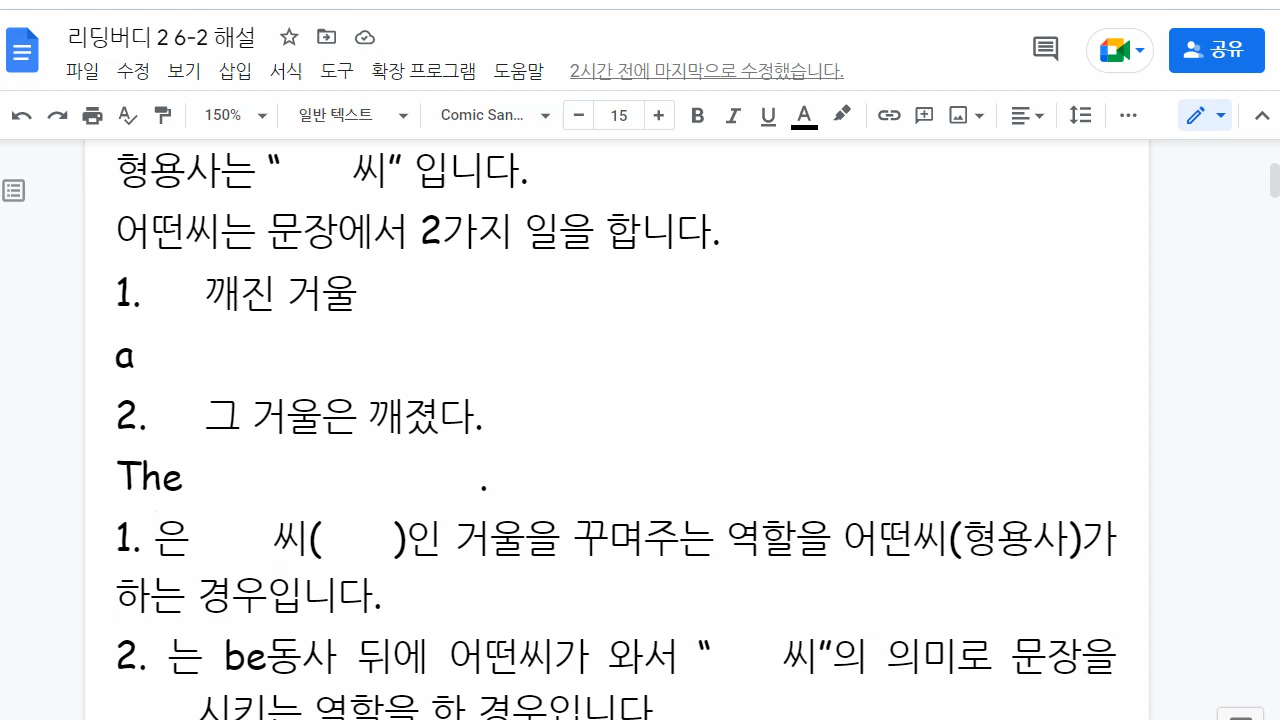 리딩버디 2 6-2 해설
파일 수정 보기 삽입 서식 도구 확장 프로그램 도움말 2시간 전에 마지막으로 수정했습니다.
공유
150% 일반 텍스트 Comic San... 15 B I U A
형용사는 “ 씨” 입니다.
어떤씨는 문장에서 2가지 일을 합니다.
1. 깨진 거울
a
2. 그 거울은 깨졌다.
The .
1. 은 씨( )인 거울을 꾸며주는 역할을 어떤씨(형용사)가
하는 경우입니다.
2. 는 be동사 뒤에 어떤씨가 와서 “ 씨”의 의미로 문장을
시키는 역할을 한 경우입니다